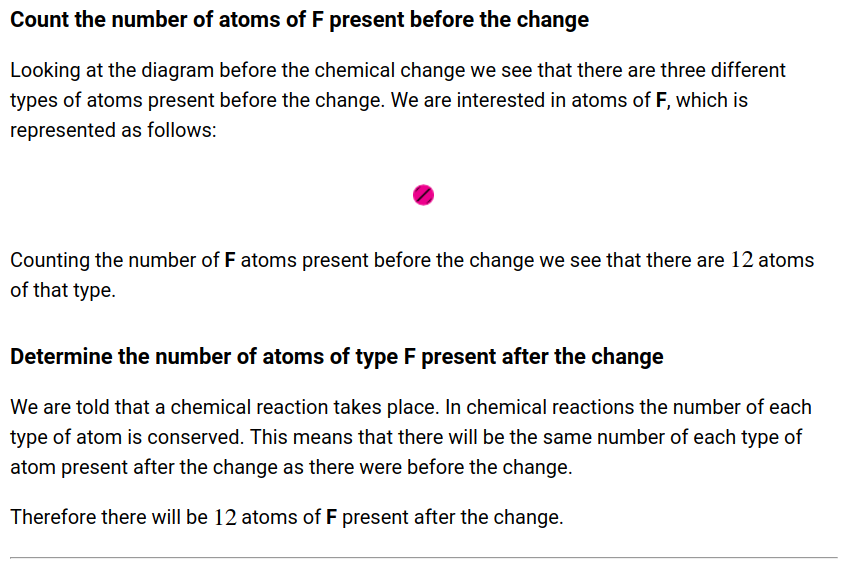 Count the number of atoms of F present before the change
Looking at the diagram before the chemical change we see that there are three different
types of atoms present before the change. We are interested in atoms of F, which is
represented as follows:
Counting the number of F atoms present before the change we see that there are 12 atoms
of that type.
Determine the number of atoms of type F present after the change
We are told that a chemical reaction takes place. In chemical reactions the number of each
type of atom is conserved. This means that there will be the same number of each type of
atom present after the change as there were before the change.
Therefore there will be 12 atoms of F present after the change.